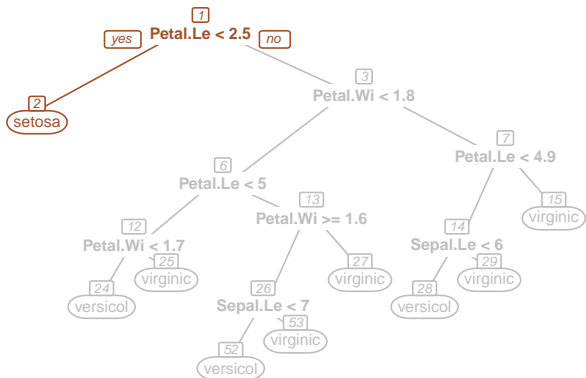 1
yes Petal.Le < 2.5 no
3
Petal.Wi < 1.8
2
setosa
7
Petal.Le < 4.9
6
Petal.Le < 5
13
Petal.Wi >= 1.6
15
virginic
12
Petal.Wi < 1.7
14
Sepal.Le < 6
25
virginic
27
virginic
29
virginic
24
versicol
26
Sepal.Le < 7
28
versicol
53
virginic
52
versicol